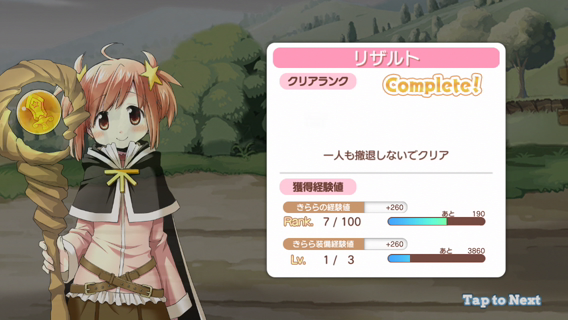 リザルト
クリアランク
Complete!
一人も撤退しないでクリア
獲得経験値
きららの経験値 +260
あと 190
Rank. 7 / 100
きらら装備経験値 +260
あと 3860
Lv. 1 / 3
Tap to Next